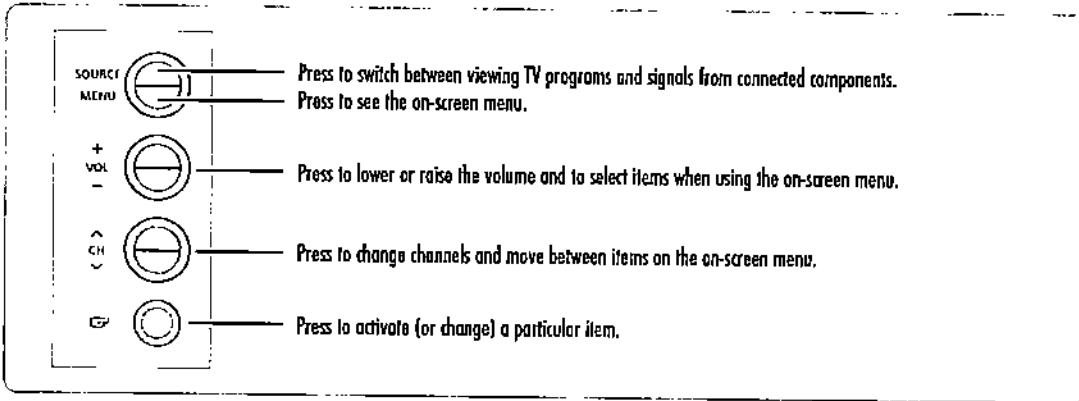 SOURCE
MENU
Press to switch between viewing TV programs and signals from connected components.
Press to see the on-screen menu.
+
VOL
−
Press to lower or raise the volume and to select items when using the on-screen menu.
CH
Press to change channels and move between items on the on-screen menu.
Press to activate (or change) a particular item.